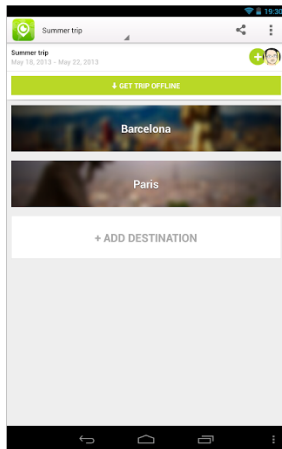 19:30
Summer trip
Summer trip
May 18, 2013 - May 22, 2013
GET TRIP OFFLINE
Barcelona
Paris
+ ADD DESTINATION